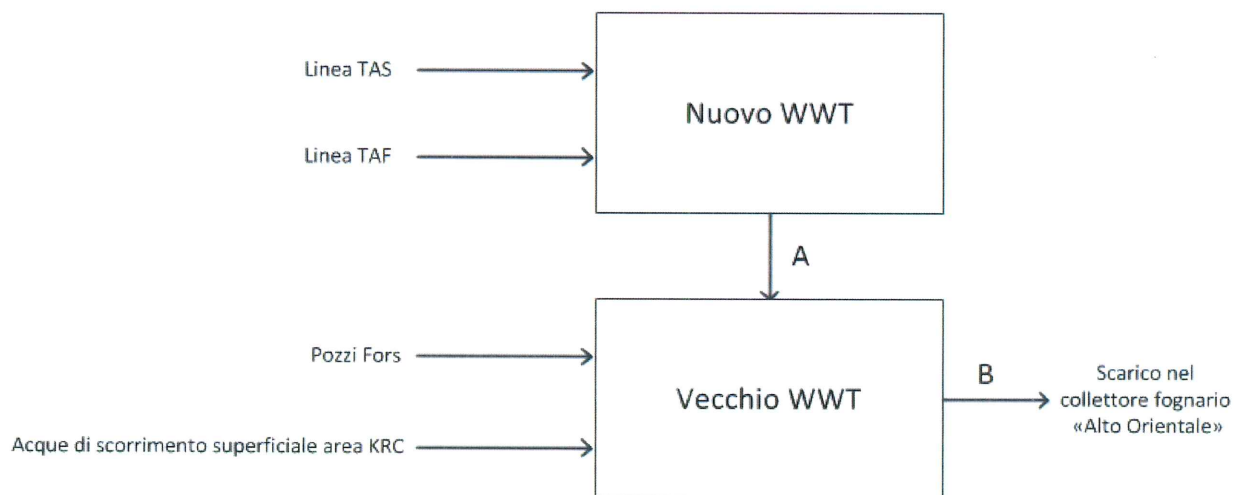 Linea TAS
Nuovo WWT
Linea TAF
A
Pozzi Fors
Vecchio WWT
B
Scarico nel
collettore fognario
«Alto Orientale»
Acque di scorrimento superficiale area KRC